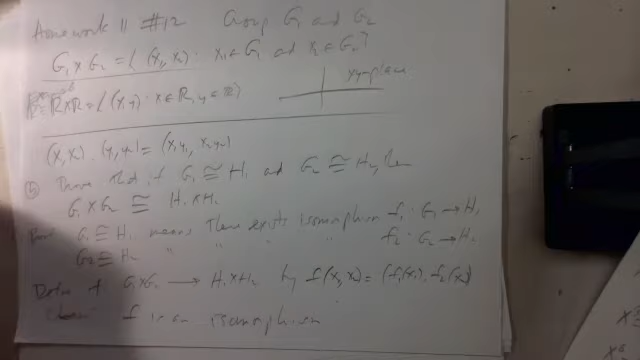 Homework 11 #12 Group G₁ and G₂
G₁ × G₂ = { (x₁, x₂) : x₁ ∈ G₁ and x₂ ∈ G₂ }
ℝ × ℝ = { (x, y) : x ∈ ℝ, y ∈ ℝ } xy plane
(x₁, x₂) · (y₁, y₂) = (x₁y₁, x₂y₂)
(b) Prove that if G₁ ≅ H₁ and G₂ ≅ H₂, then
G₁ × G₂ ≅ H₁ × H₂
Proof G₁ ≅ H₁ means there exists isomorphism f₁ : G₁ → H₁
G₂ ≅ H₂ " " " f₂ : G₂ → H₂
Define f G₁ × G₂ → H₁ × H₂ by f(x₁, x₂) = (f₁(x₁), f₂(x₂))
Claim f is an isomorphism